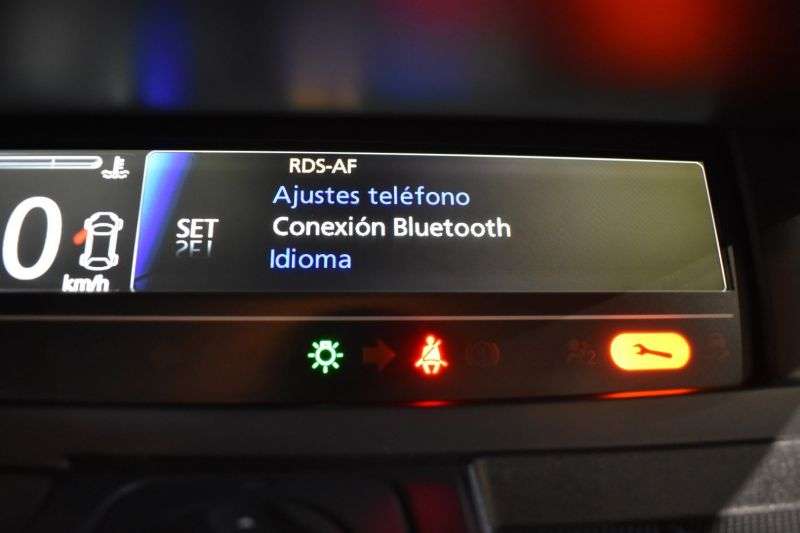 RDS-AF
Ajustes teléfono
SET
Conexión Bluetooth
Idioma
0
km/h